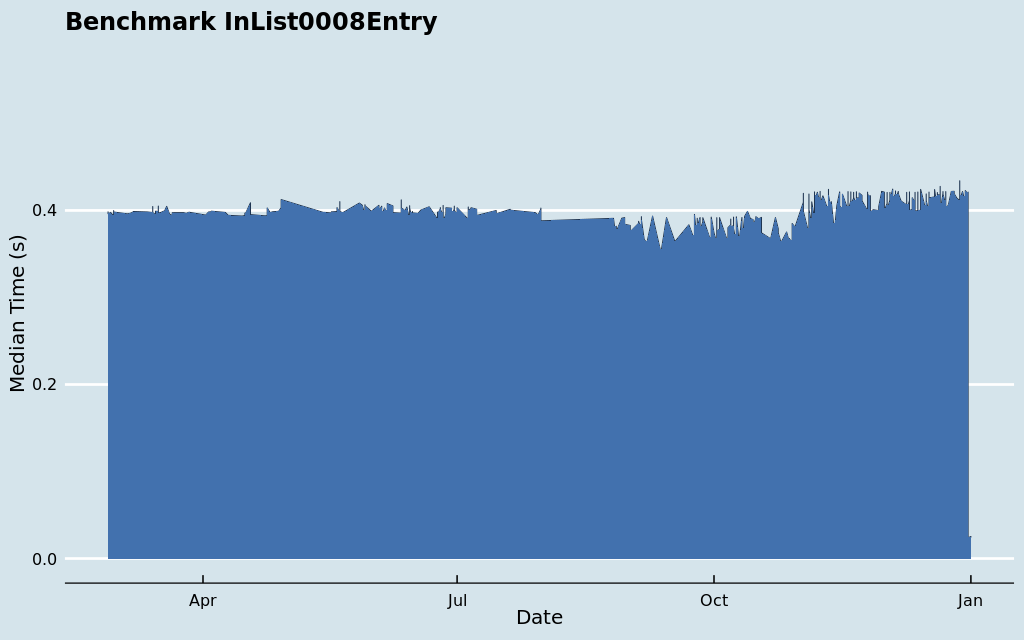 Benchmark InList0008Entry
Median Time (s)
0.4
0.2
0.0
Apr Jul Oct Jan
Date